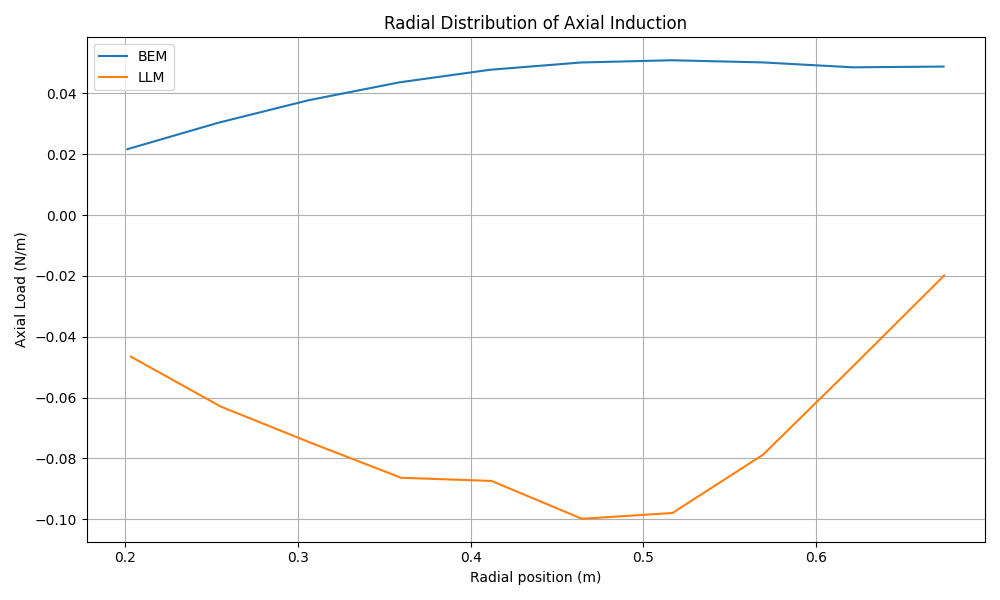 Radial Distribution of Axial Induction
BEM
LLM
Axial Load (N/m)
0.04
0.02
0.00
−0.02
−0.04
−0.06
−0.08
−0.10
0.2
0.3
0.4
0.5
0.6
Radial position (m)